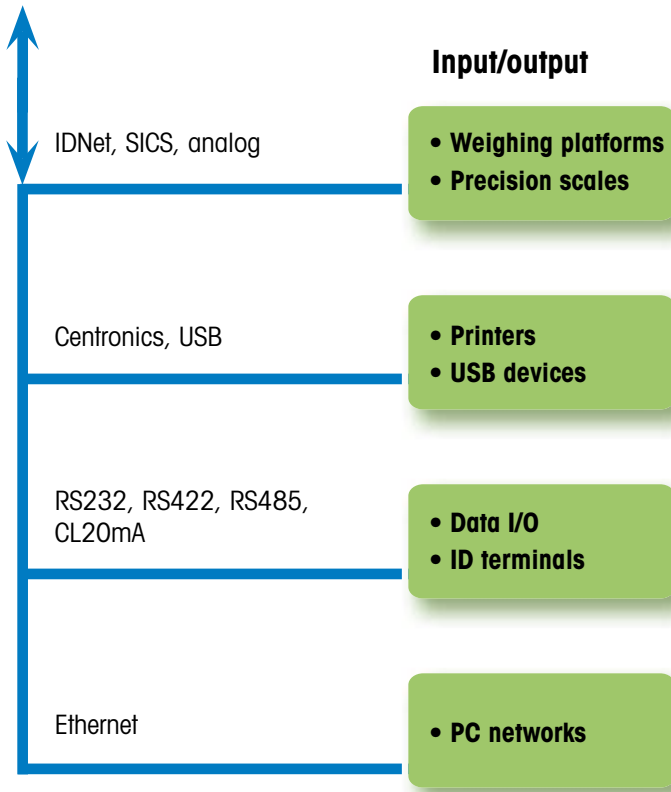 Input/output
IDNet, SICS, analog
• Weighing platforms
• Precision scales
Centronics, USB
• Printers
• USB devices
RS232, RS422, RS485,
CL20mA
• Data I/O
• ID terminals
Ethernet
• PC networks